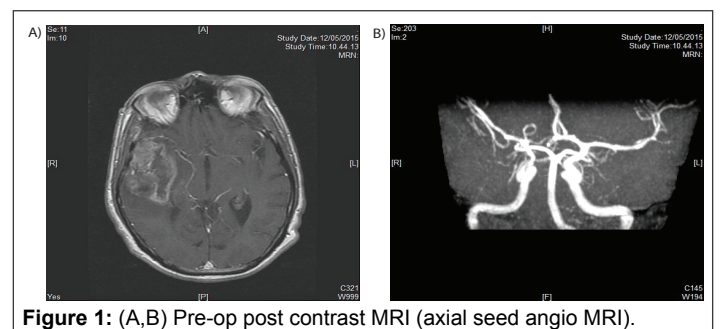 A)
Se:11
Im:10
[A]
Study Date:12/05/2015
Study Time:10.44.13
MRN:
[R]
[L]
Yes
[P]
C321
W999
B)
Se:203
Im:2
[H]
Study Date:12/05/2015
Study Time:10.44.13
MRN:
[R]
[L]
[F]
C145
W194
Figure 1: (A,B) Pre-op post contrast MRI (axial seed angio MRI).